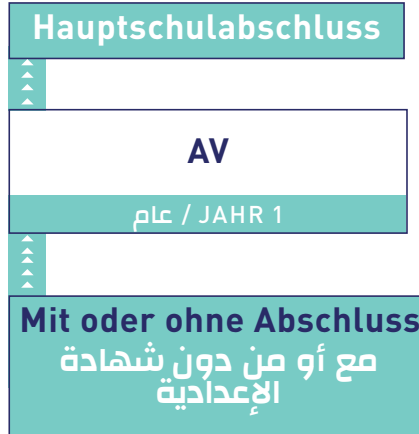 Hauptschulabschluss
AV
عام / JAHR 1
Mit oder ohne Abschluss
مع أو من دون شهادة
الإعدادية